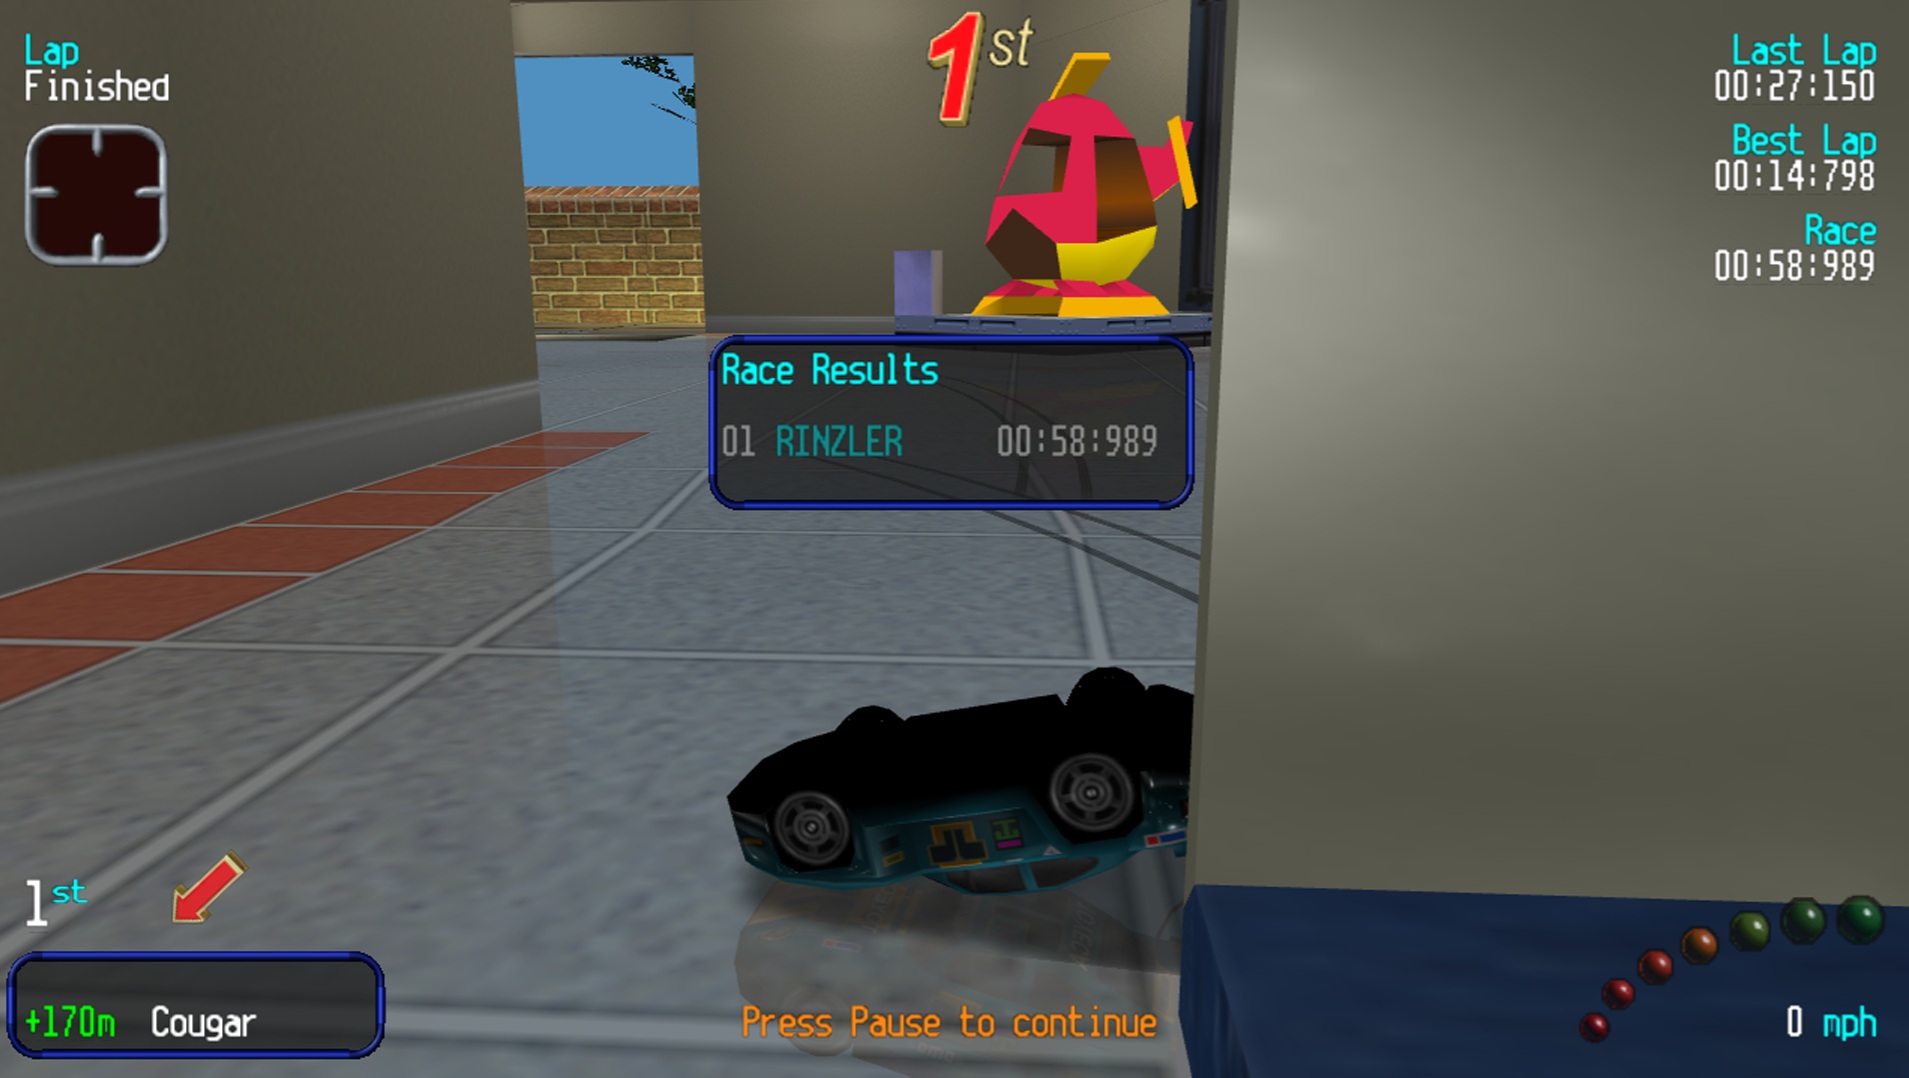 Lap
Finished
1st
Last Lap
00:27:150
Best Lap
00:14:798
Race
00:58:989
Race Results
01 RINZLER 00:58:989
1st
+170m Cougar
Press Pause to continue
0 mph